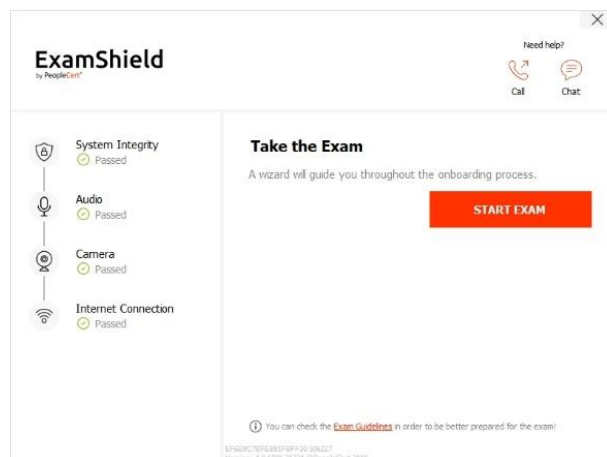 Need help?
ExamShield
by PeopleCert
Call
Chat
System Integrity
Passed
Audio
Passed
Camera
Passed
Internet Connection
Passed
Take the Exam
A wizard will guide you throughout the onboarding process.
START EXAM
You can check the Exam Guidelines in order to be better prepared for the exam!